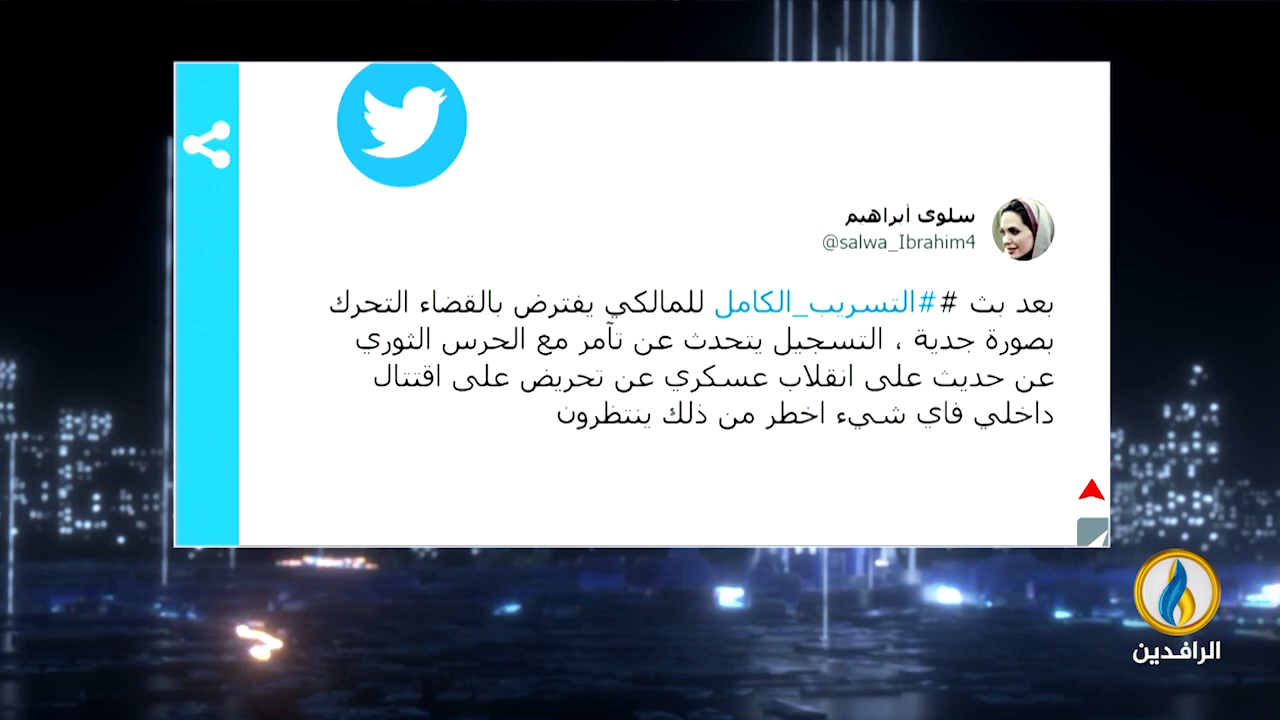 سلوى أبراهيم
@salwa_Ibrahim4
بعد بث # #التسريب_الكامل للمالكي يفترض بالقضاء التحرك
بصورة جدية ، التسجيل يتحدث عن تآمر مع الحرس الثوري
عن حديث على انقلاب عسكري عن تحريض على اقتتال
داخلي فاي شيء اخطر من ذلك ينتظرون
الرافدين